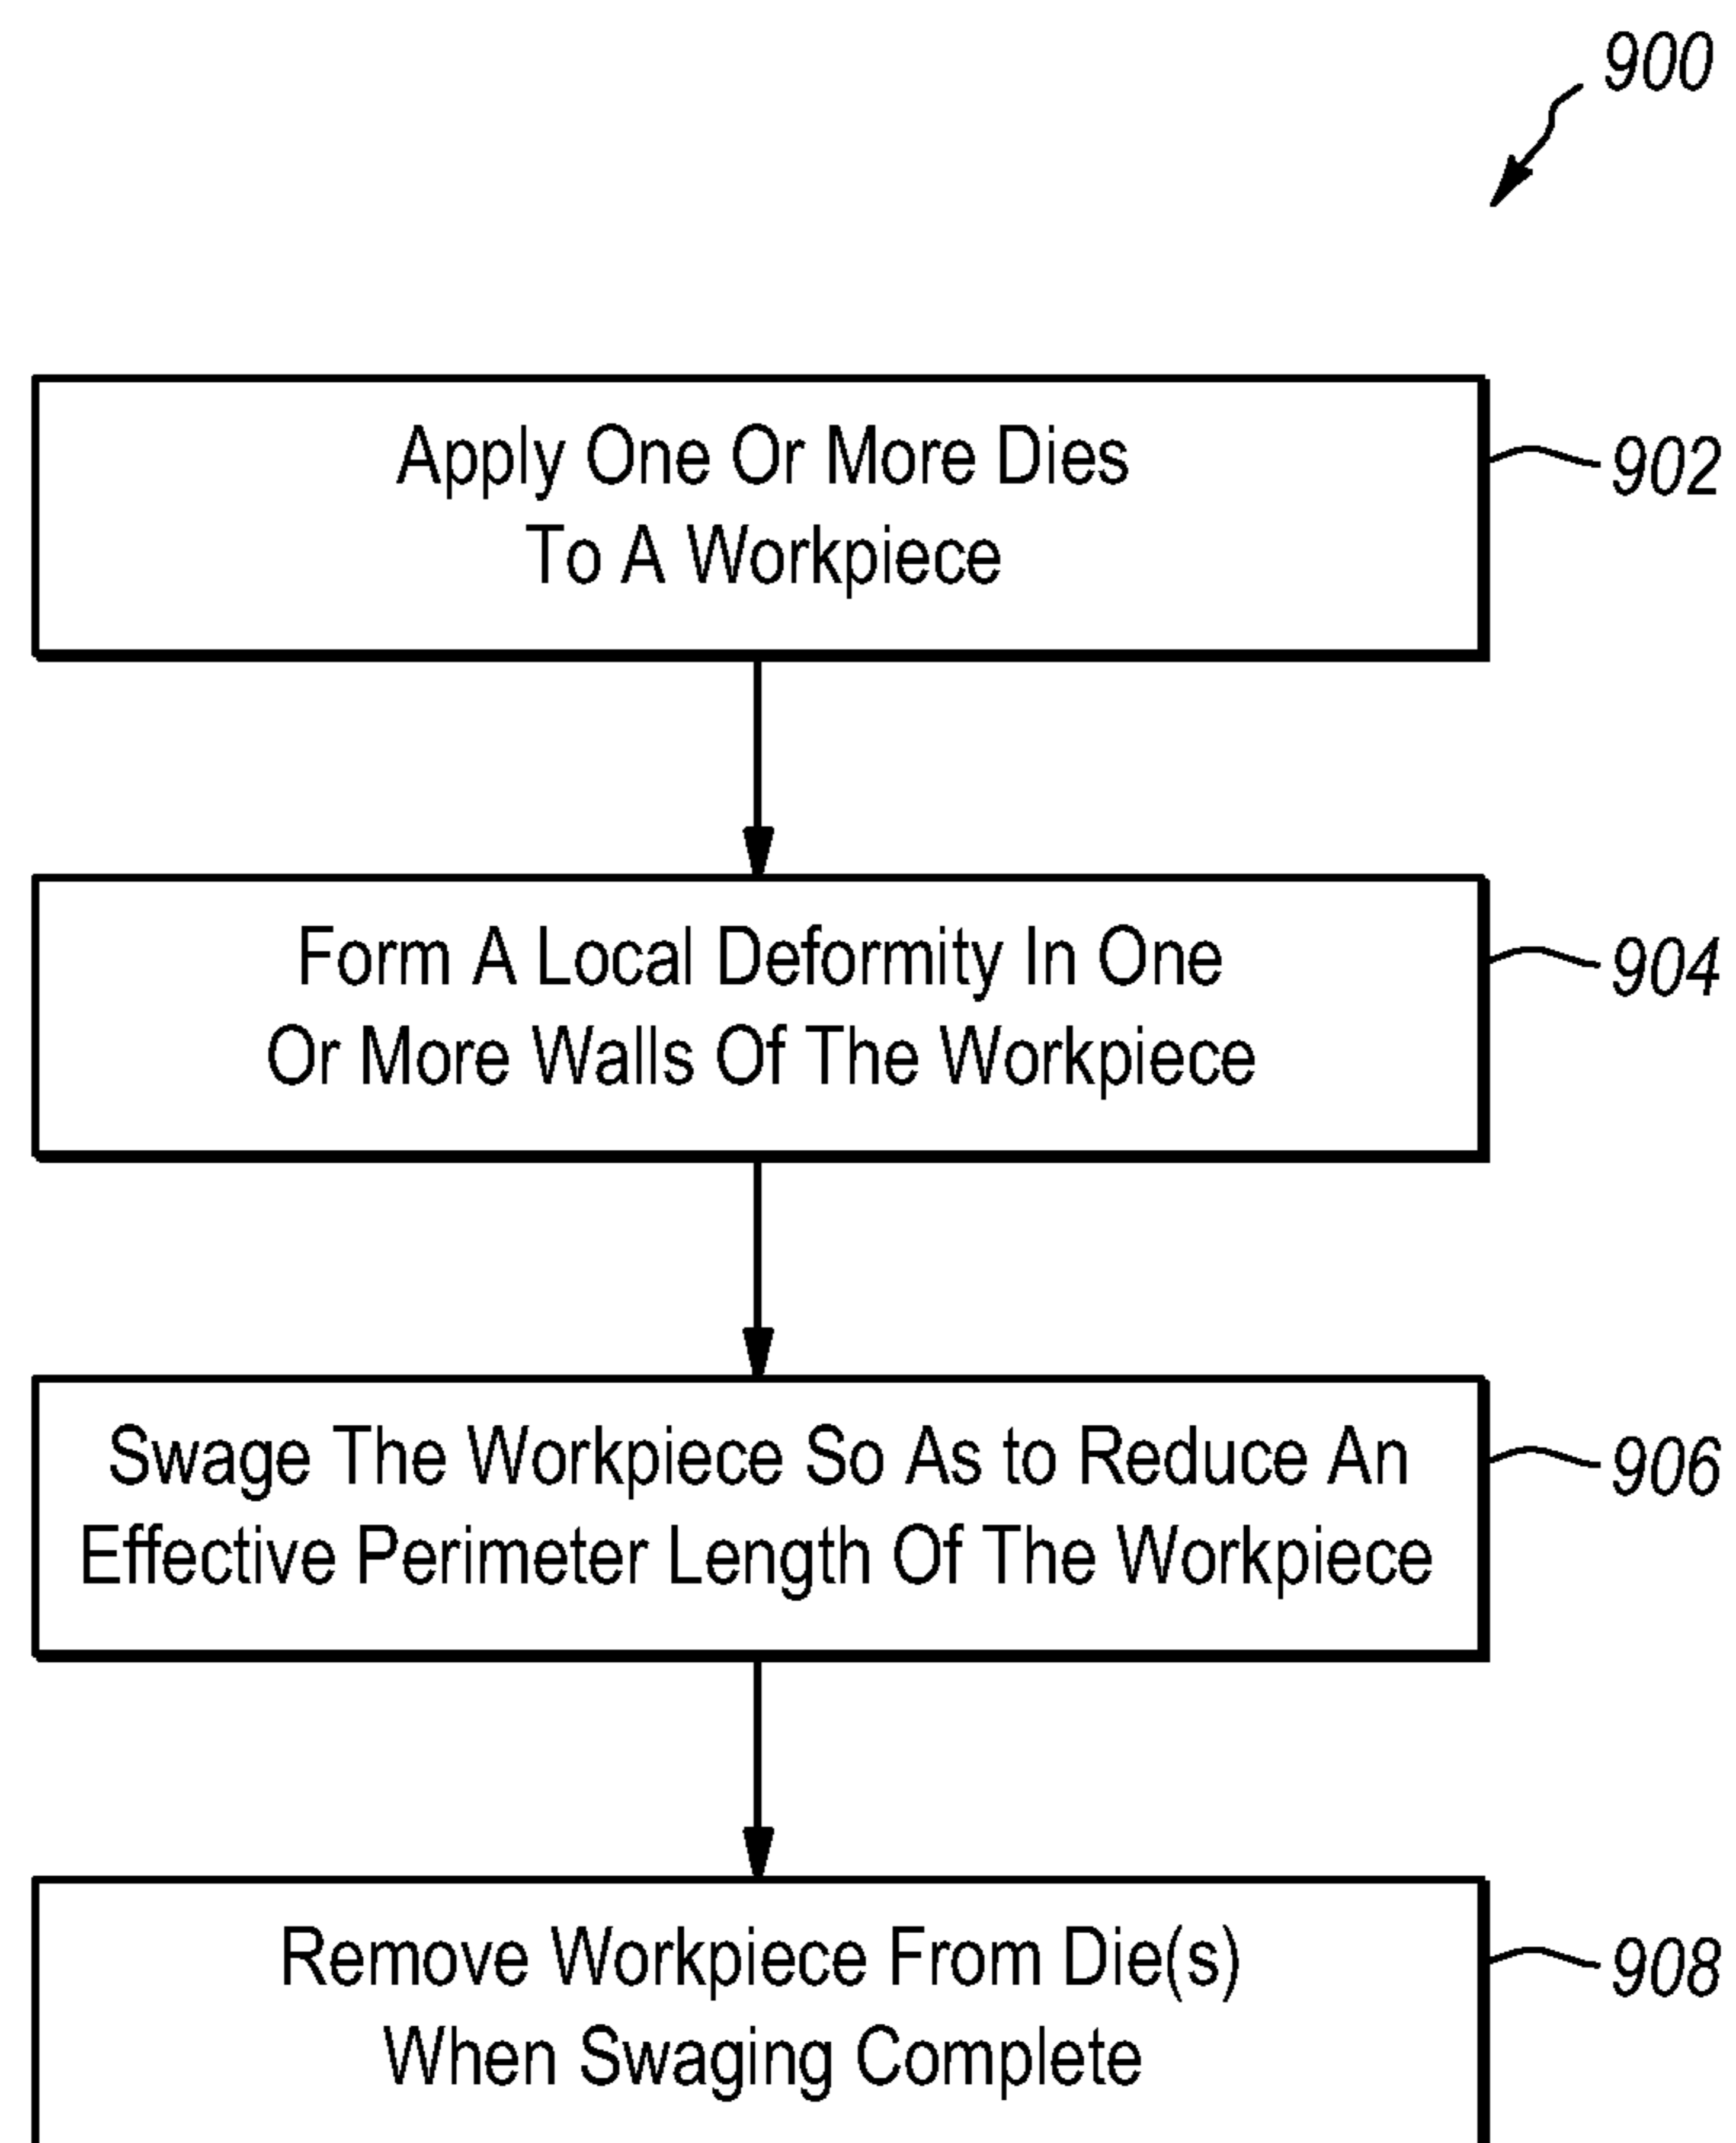 900
Apply One Or More Dies
To A Workpiece
902
Form A Local Deformity In One
Or More Walls Of The Workpiece
904
Swage The Workpiece So As to Reduce An
Effective Perimeter Length Of The Workpiece
906
Remove Workpiece From Die(s)
When Swaging Complete
908